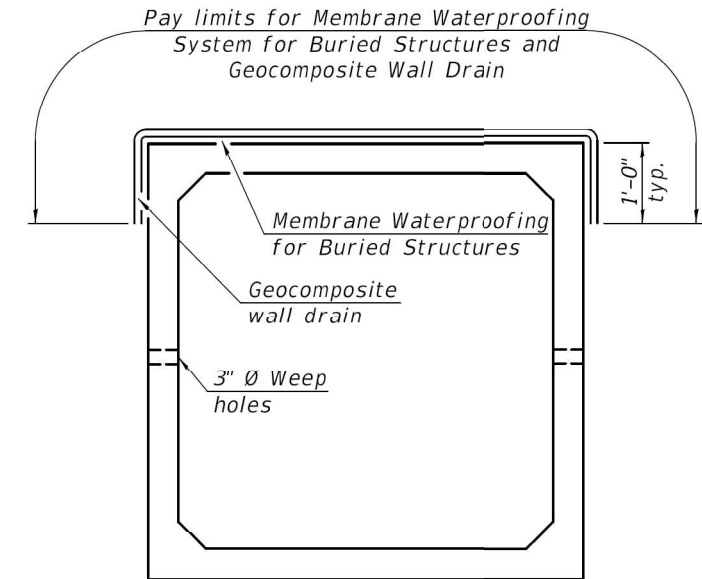 Pay limits for Membrane Waterproofing
System for Buried Structures and
Geocomposite Wall Drain
1'-0"
typ.
Membrane Waterproofing
for Buried Structures
Geocomposite
wall drain
3" Ø Weep
holes